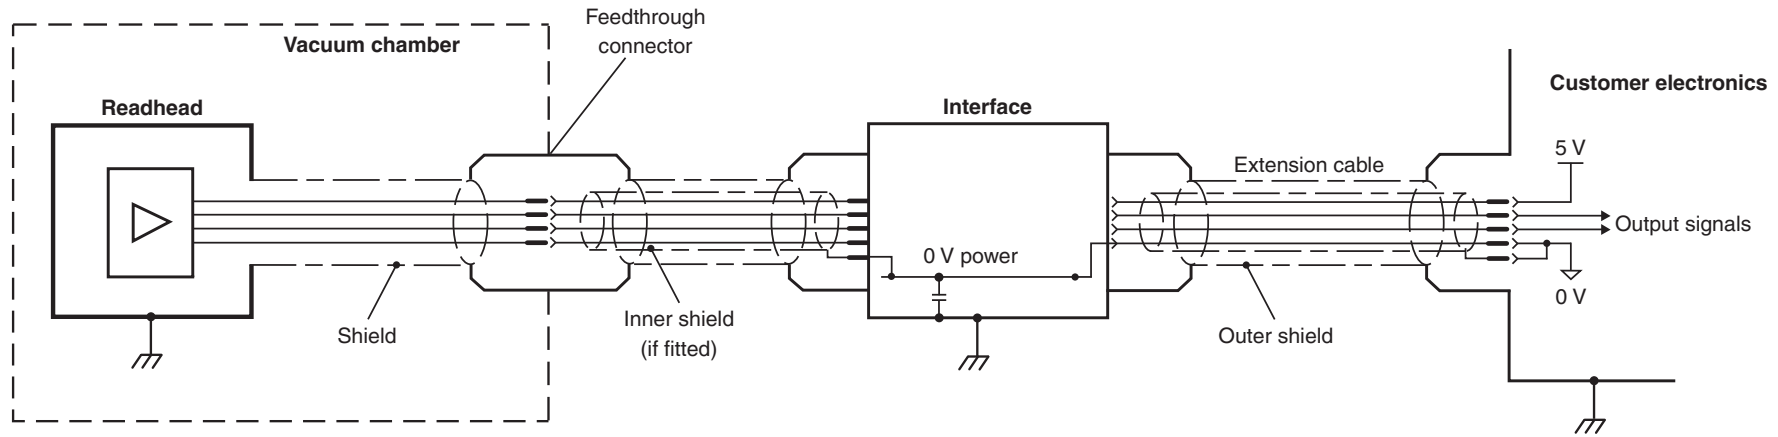 Feedthrough
connector
Vacuum chamber
Readhead
Interface
Customer electronics
Extension cable
5 V
Output signals
0 V power
0 V
Shield
Inner shield
(if fitted)
Outer shield